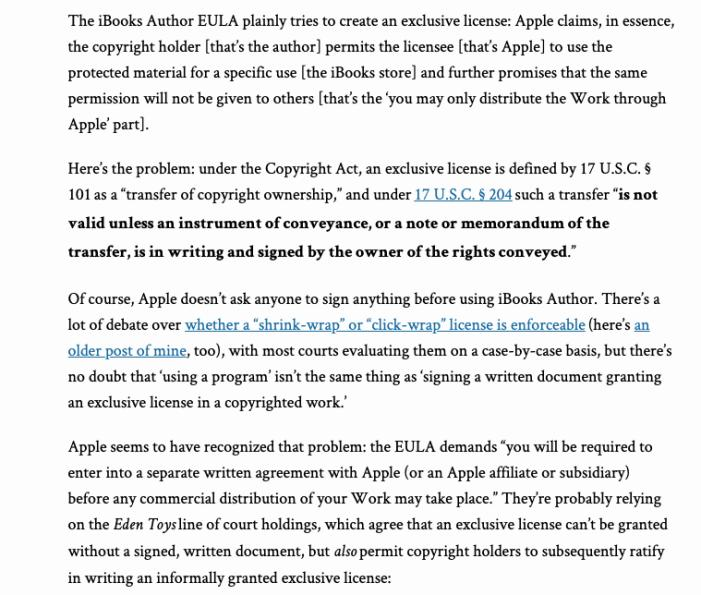 The iBooks Author EULA plainly tries to create an exclusive license: Apple claims, in essence,
the copyright holder [that’s the author] permits the licensee [that’s Apple] to use the
protected material for a specific use [the iBooks store] and further promises that the same
permission will not be given to others [that’s the ‘you may only distribute the Work through
Apple’ part].
Here’s the problem: under the Copyright Act, an exclusive license is defined by 17 U.S.C. §
101 as a “transfer of copyright ownership,” and under 17 U.S.C. § 204 such a transfer “is not
valid unless an instrument of conveyance, or a note or memorandum of the
transfer, is in writing and signed by the owner of the rights conveyed.”
Of course, Apple doesn’t ask anyone to sign anything before using iBooks Author. There’s a
lot of debate over whether a “shrink-wrap” or “click-wrap” license is enforceable (here’s an
older post of mine, too), with most courts evaluating them on a case-by-case basis, but there’s
no doubt that ‘using a program’ isn’t the same thing as ‘signing a written document granting
an exclusive license in a copyrighted work.’
Apple seems to have recognized that problem: the EULA demands “you will be required to
enter into a separate written agreement with Apple (or an Apple affiliate or subsidiary)
before any commercial distribution of your Work may take place.” They’re probably relying
on the Eden Toys line of court holdings, which agree that an exclusive license can’t be granted
without a signed, written document, but also permit copyright holders to subsequently ratify
in writing an informally granted exclusive license: